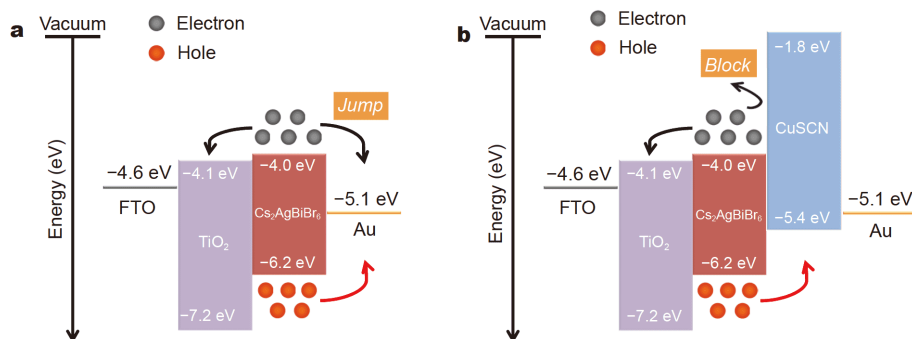 a
Vacuum
Electron
Hole
Jump
Energy (eV)
−4.6 eV
FTO
−4.1 eV
TiO₂
−7.2 eV
−4.0 eV
Cs₂AgBiBr₆
−6.2 eV
−5.1 eV
Au
b
Vacuum
Electron
Hole
Block
Energy (eV)
−4.6 eV
FTO
−4.1 eV
TiO₂
−7.2 eV
−4.0 eV
Cs₂AgBiBr₆
−6.2 eV
−1.8 eV
CuSCN
−5.4 eV
−5.1 eV
Au